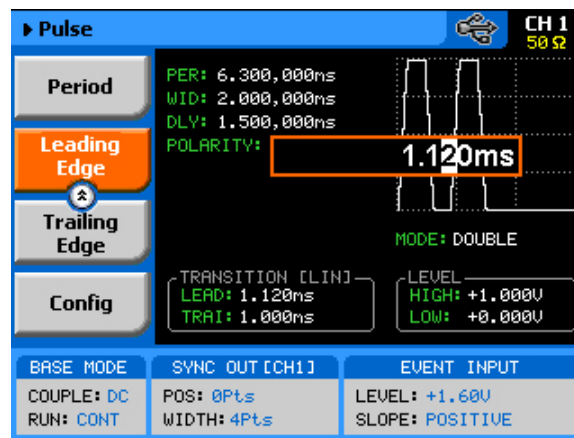 Pulse
CH 1
50 Ω
Period
Leading
Edge
Trailing
Edge
Config
PER: 6.300,000ms
WID: 2.000,000ms
DLY: 1.500,000ms
POLARITY:
1.120ms
MODE: DOUBLE
TRANSITION [LIN]
LEAD: 1.120ms
TRAI: 1.000ms
LEVEL
HIGH: +1.000V
LOW: +0.000V
BASE MODE
COUPLE: DC
RUN: CONT
SYNC OUT [CH1]
POS: 0Pts
WIDTH: 4Pts
EVENT INPUT
LEVEL: +1.60V
SLOPE: POSITIVE